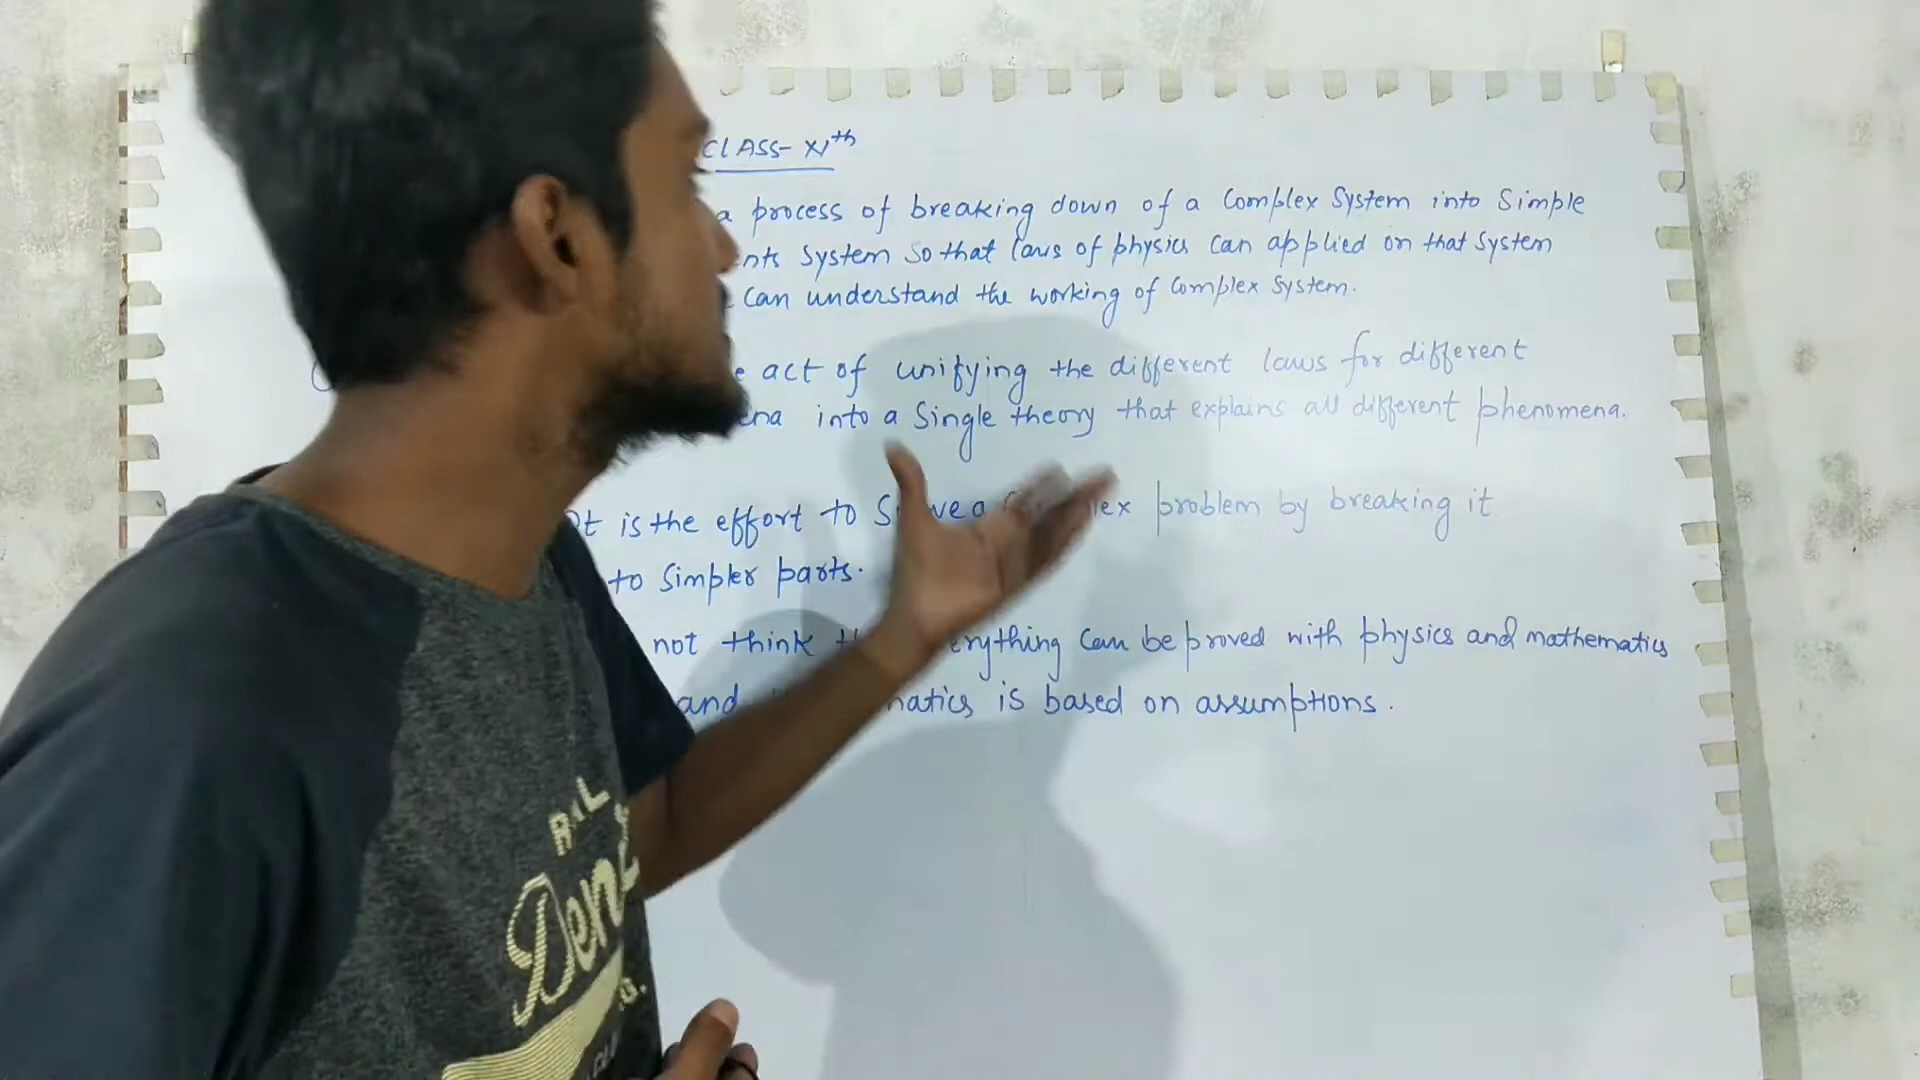 CLASS- XIth
a process of breaking down of a Complex System into Simple
nts System so that laws of physics can applied on that System
can understand the working of Complex System.
act of unifying the different laws for different
ena into a Single theory that explains all different phenomena.
It is the effort to problem by breaking it
to Simpler parts.
not think erything can be proved with physics and mathematics
and matics is based on assumptions.
Den